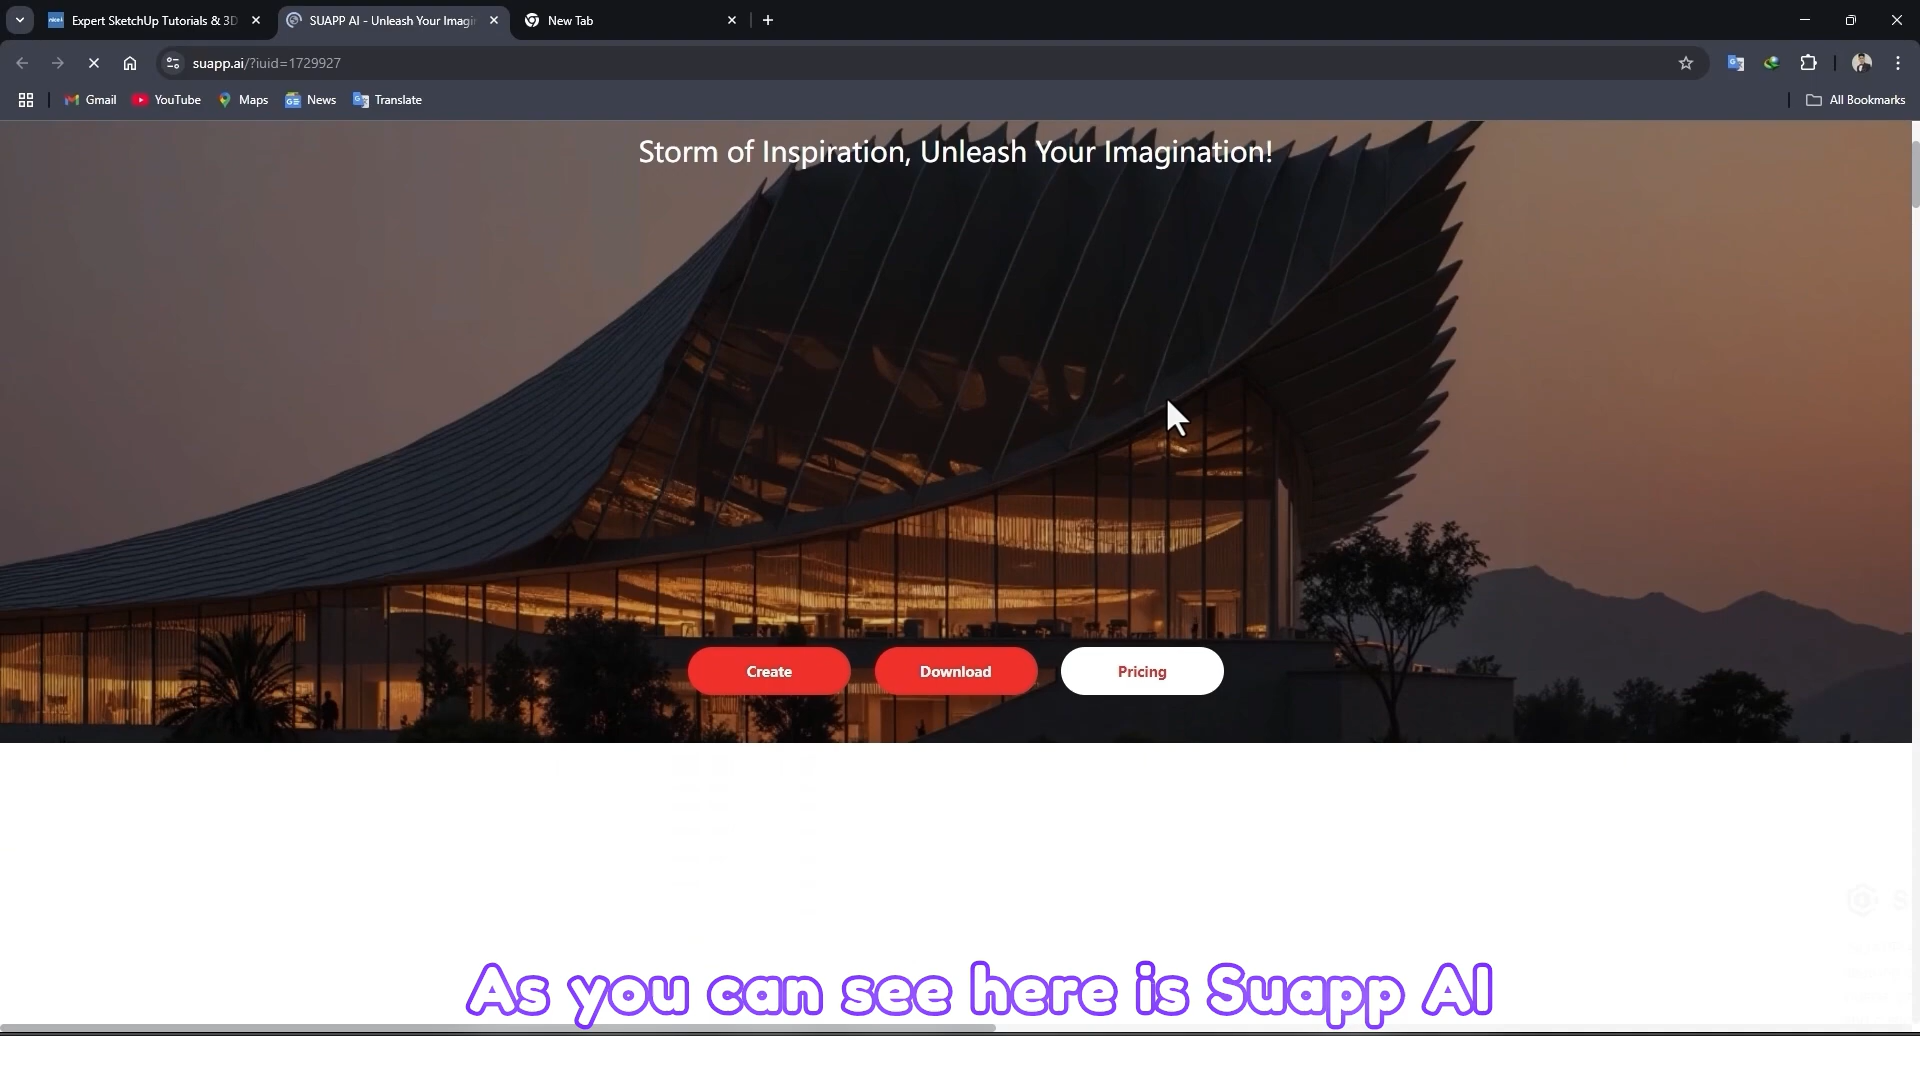 Expert SketchUp Tutorials & 3D
SUAPP AI - Unleash Your Imagin
New Tab
suapp.ai/?iuid=1729927
Gmail
YouTube
Maps
News
Translate
All Bookmarks
Storm of Inspiration, Unleash Your Imagination!
Create
Download
Pricing
As you can see here is Suapp AI